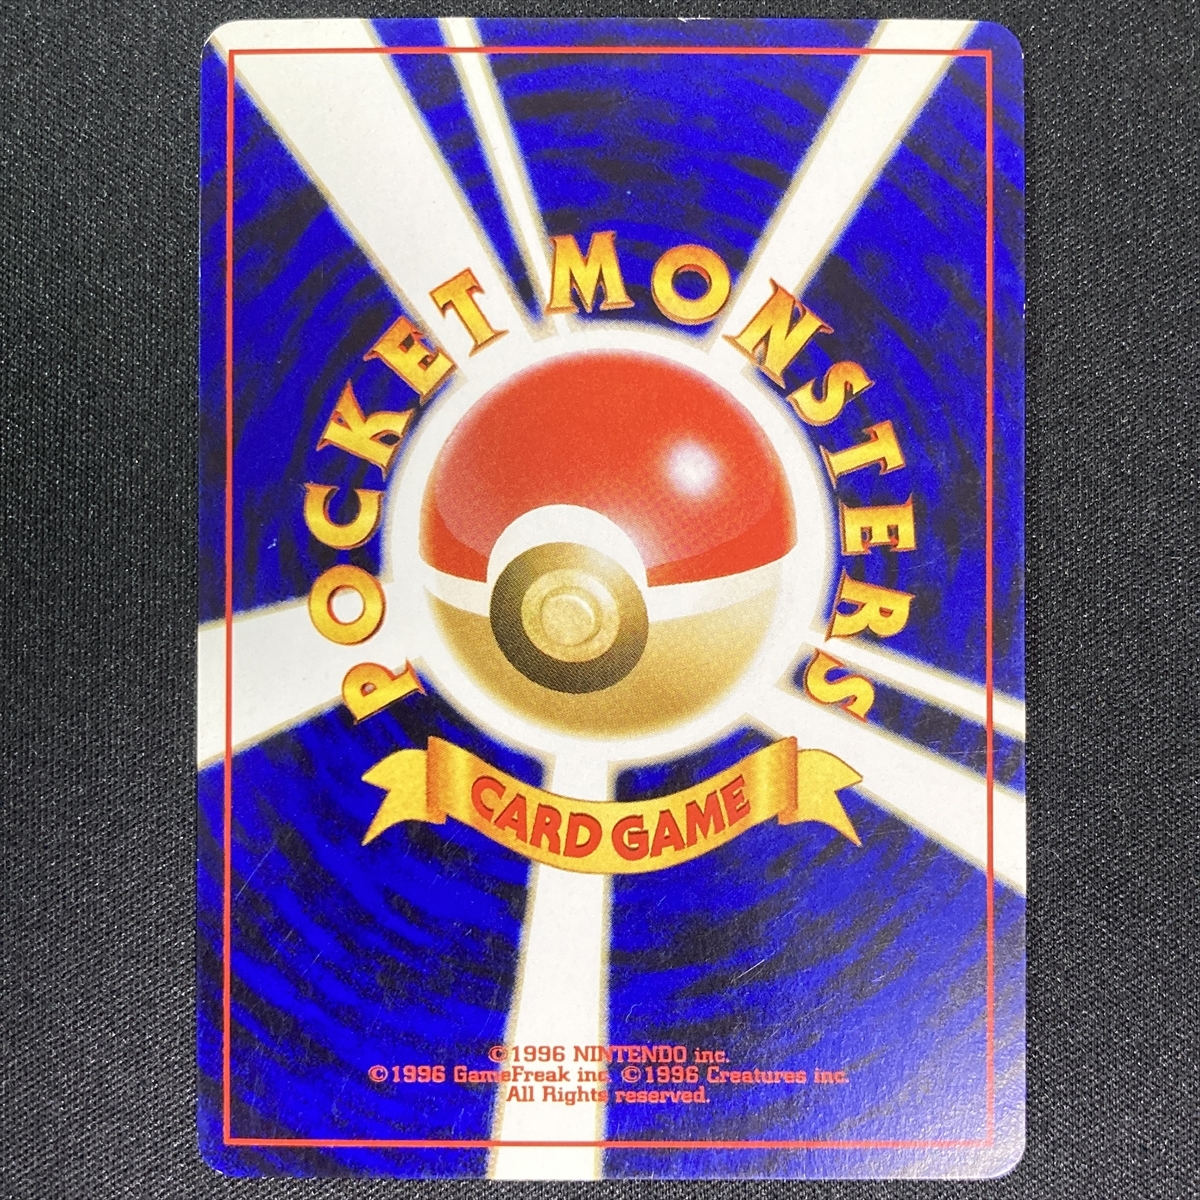 POCKET MONSTERS
CARD GAME
©1996 NINTENDO inc.
©1996 GameFreak inc. ©1996 Creatures inc.
All Rights reserved.